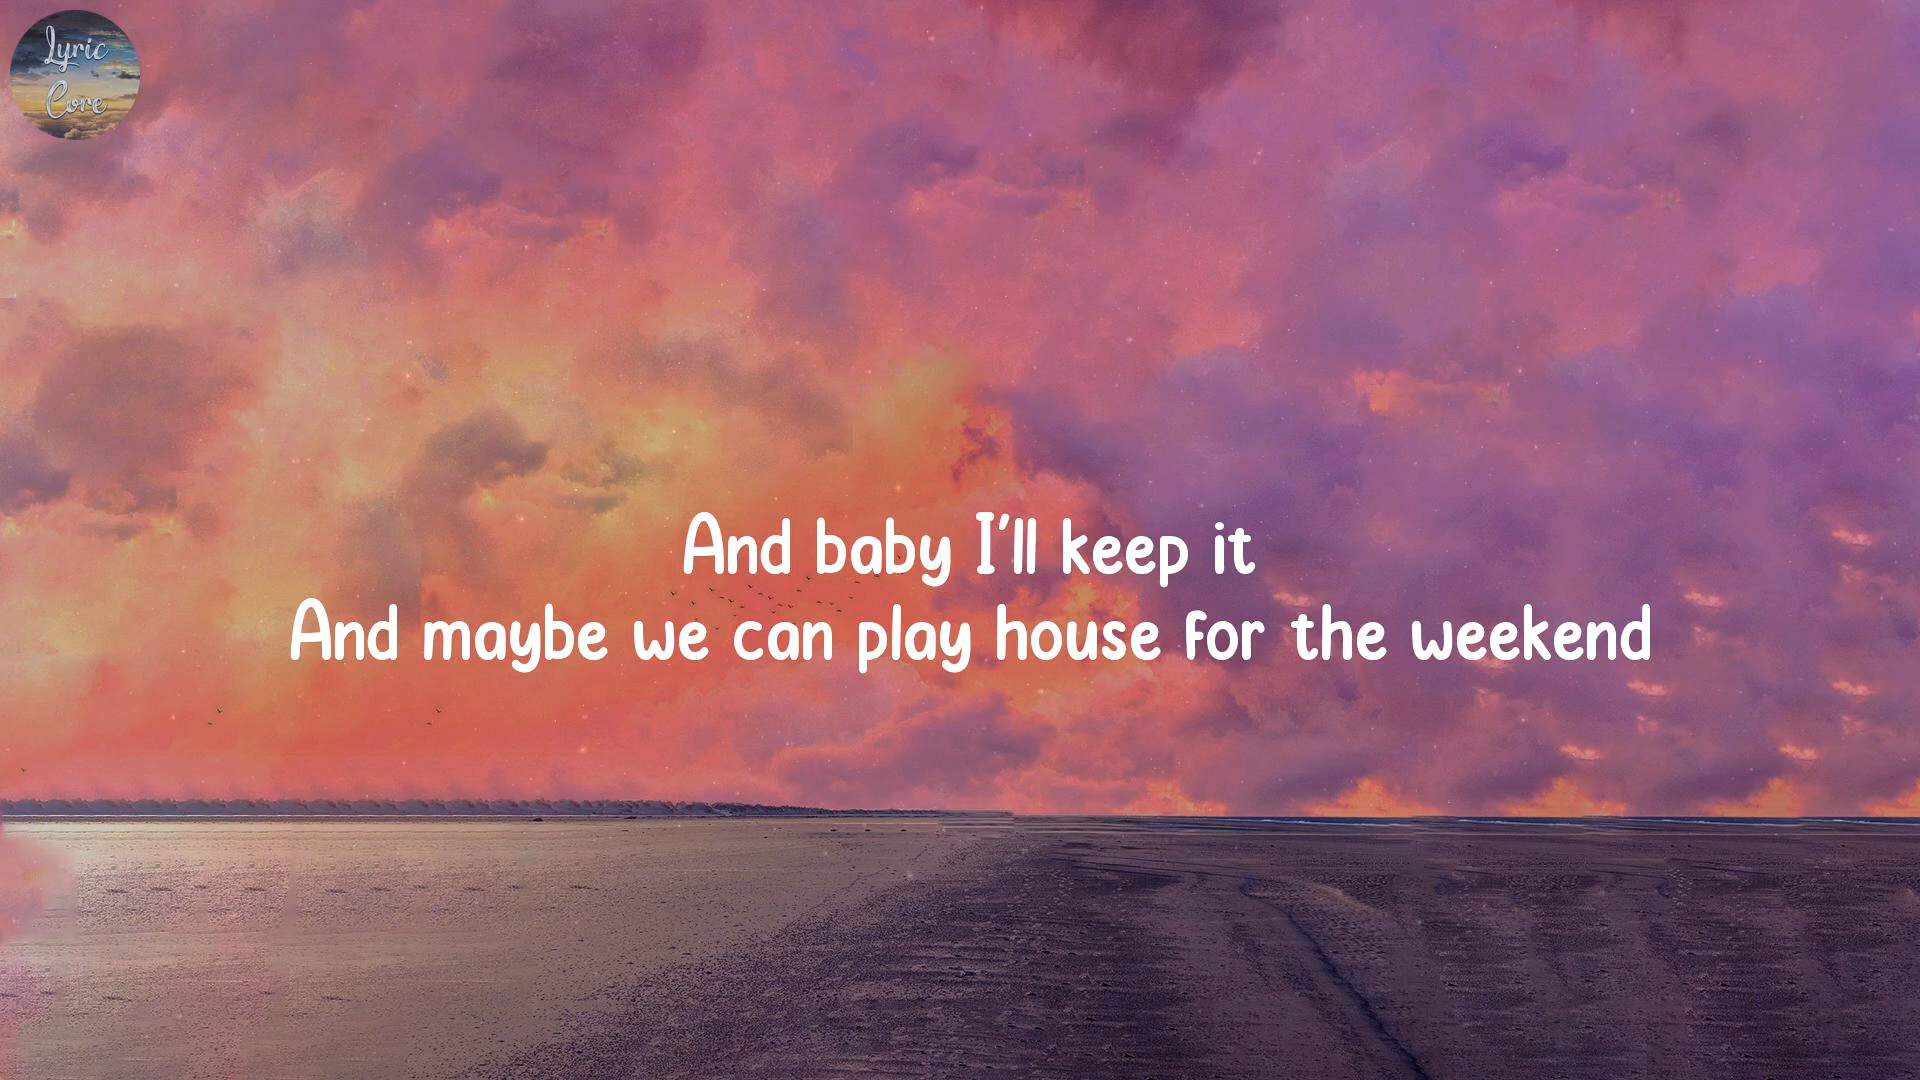 Lyric
Core
And baby I'll keep it
And maybe we can play house for the weekend